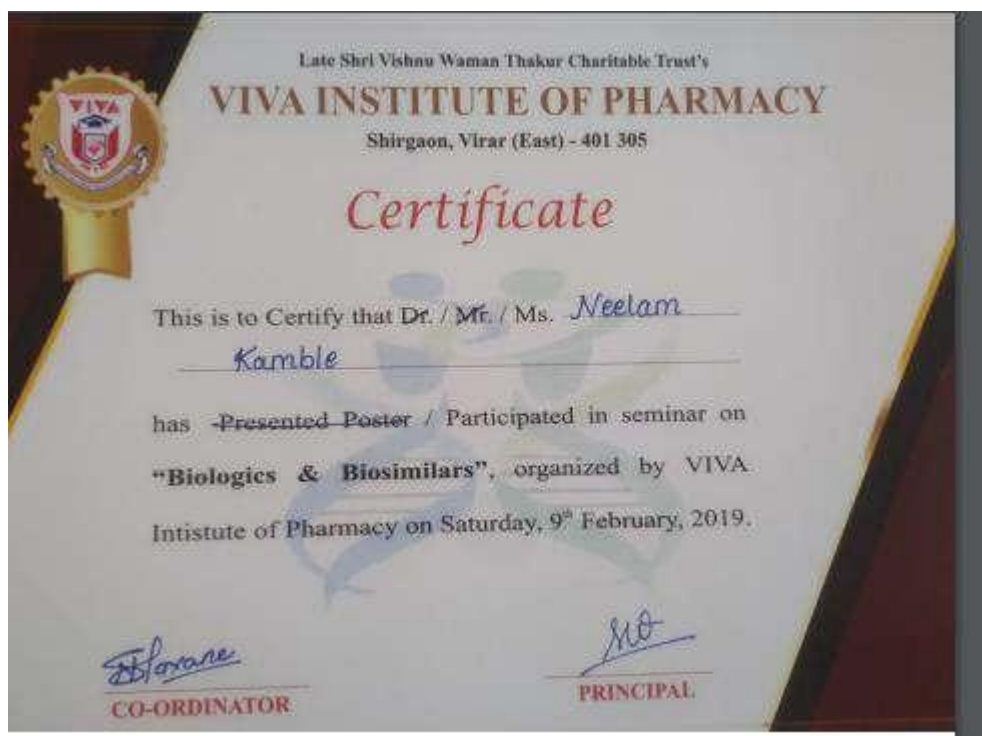 Late Shri Vishnu Waman Thakur Charitable Trust's
VIVA INSTITUTE OF PHARMACY
Shirgaon, Virar (East) - 401 305
VIVA
Certificate
This is to Certify that Dr. / Mr. / Ms. Neelam
Kamble
has Presented Poster / Participated in seminar on
“Biologics & Biosimilars”, organized by VIVA
Intistute of Pharmacy on Saturday, 9th February, 2019.
CO-ORDINATOR
PRINCIPAL